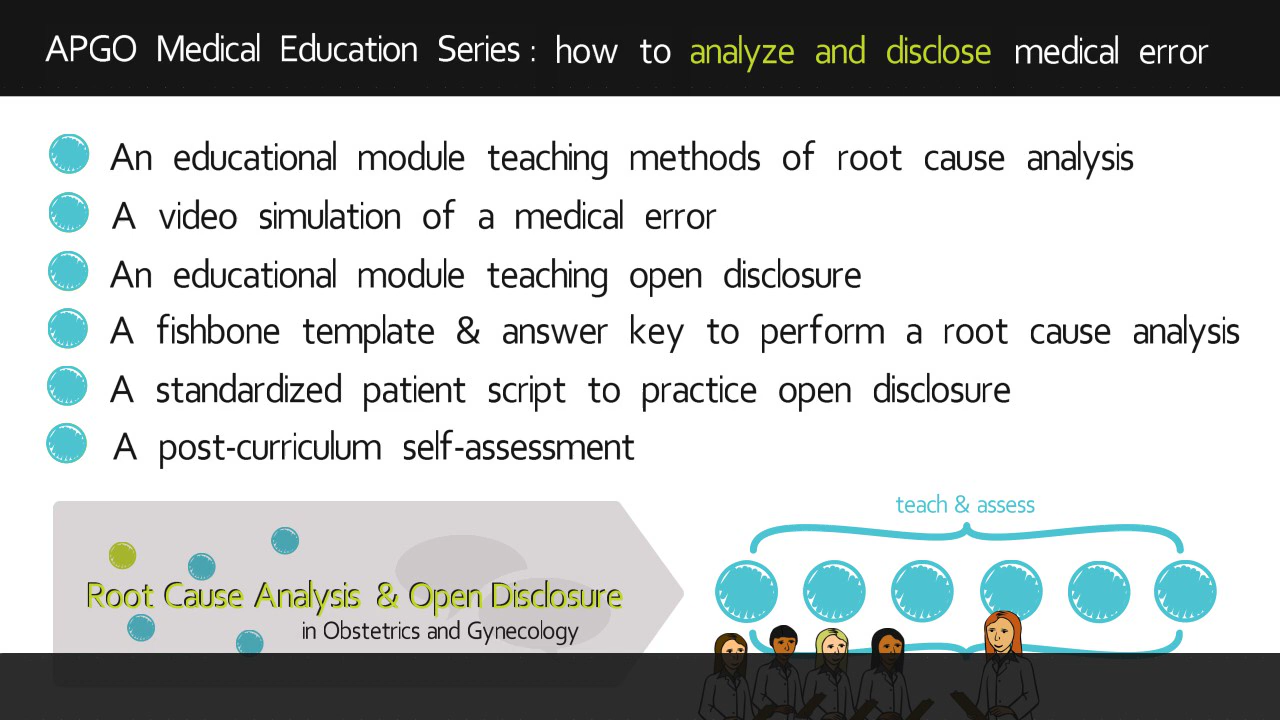 APGO Medical Education Series : how to analyze and disclose medical error
An educational module teaching methods of root cause analysis
A video simulation of a medical error
An educational module teaching open disclosure
A fishbone template & answer key to perform a root cause analysis
A standardized patient script to practice open disclosure
A post-curriculum self-assessment
teach & assess
Root Cause Analysis & Open Disclosure
in Obstetrics and Gynecology